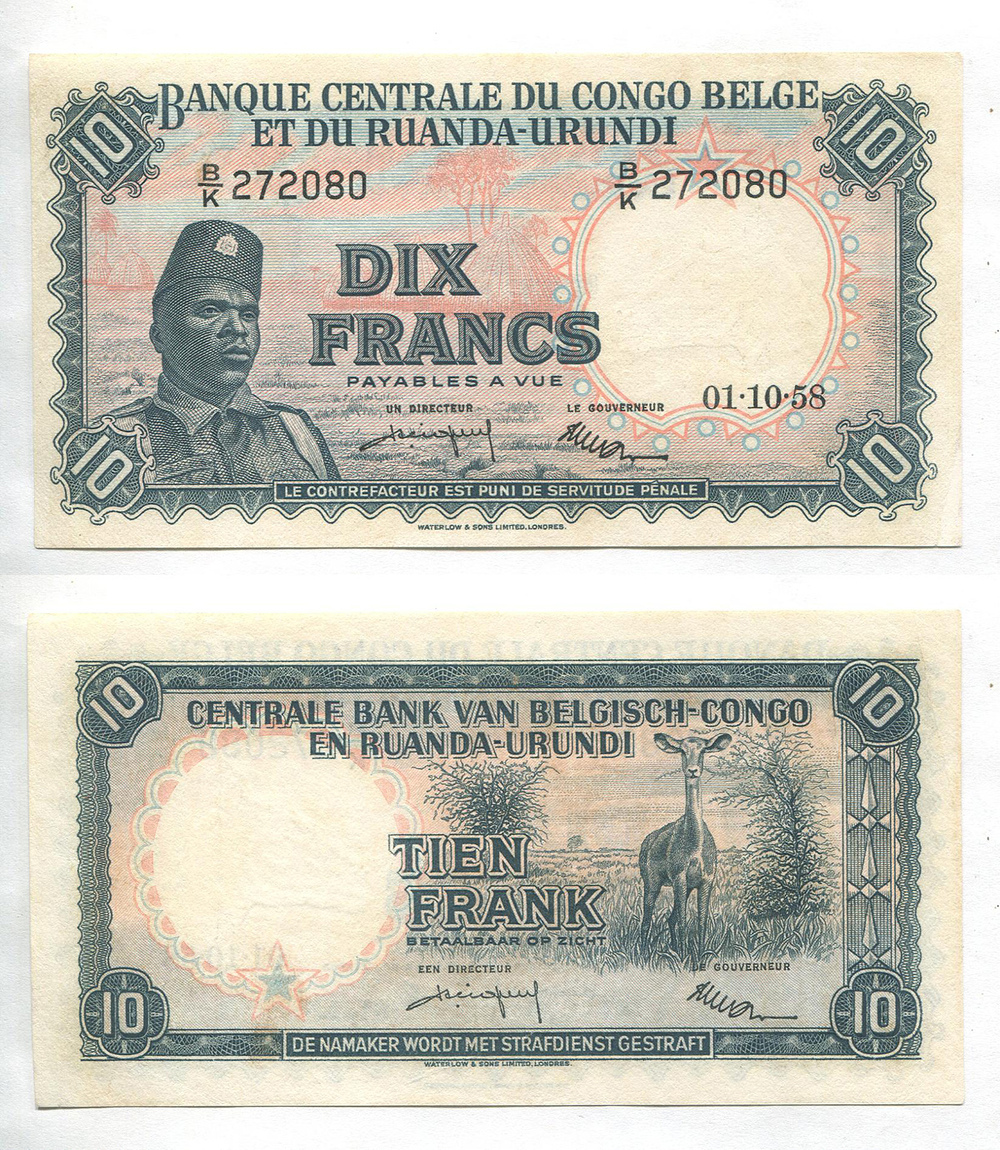 10
10
BANQUE CENTRALE DU CONGO BELGE
ET DU RUANDA-URUNDI
B/K 272080
B/K 272080
DIX
FRANCS
PAYABLES A VUE
UN DIRECTEUR
LE GOUVERNEUR
01·10·58
10
10
LE CONTREFACTEUR EST PUNI DE SERVITUDE PÉNALE
WATERLOW & SONS LIMITED, LONDRES.
10
10
CENTRALE BANK VAN BELGISCH-CONGO
EN RUANDA-URUNDI
TIEN
FRANK
BETAALBAAR OP ZICHT
EEN DIRECTEUR
DE GOUVERNEUR
10
10
DE NAMAKER WORDT MET STRAFDIENST GESTRAFT
WATERLOW & SONS LIMITED, LONDRES.